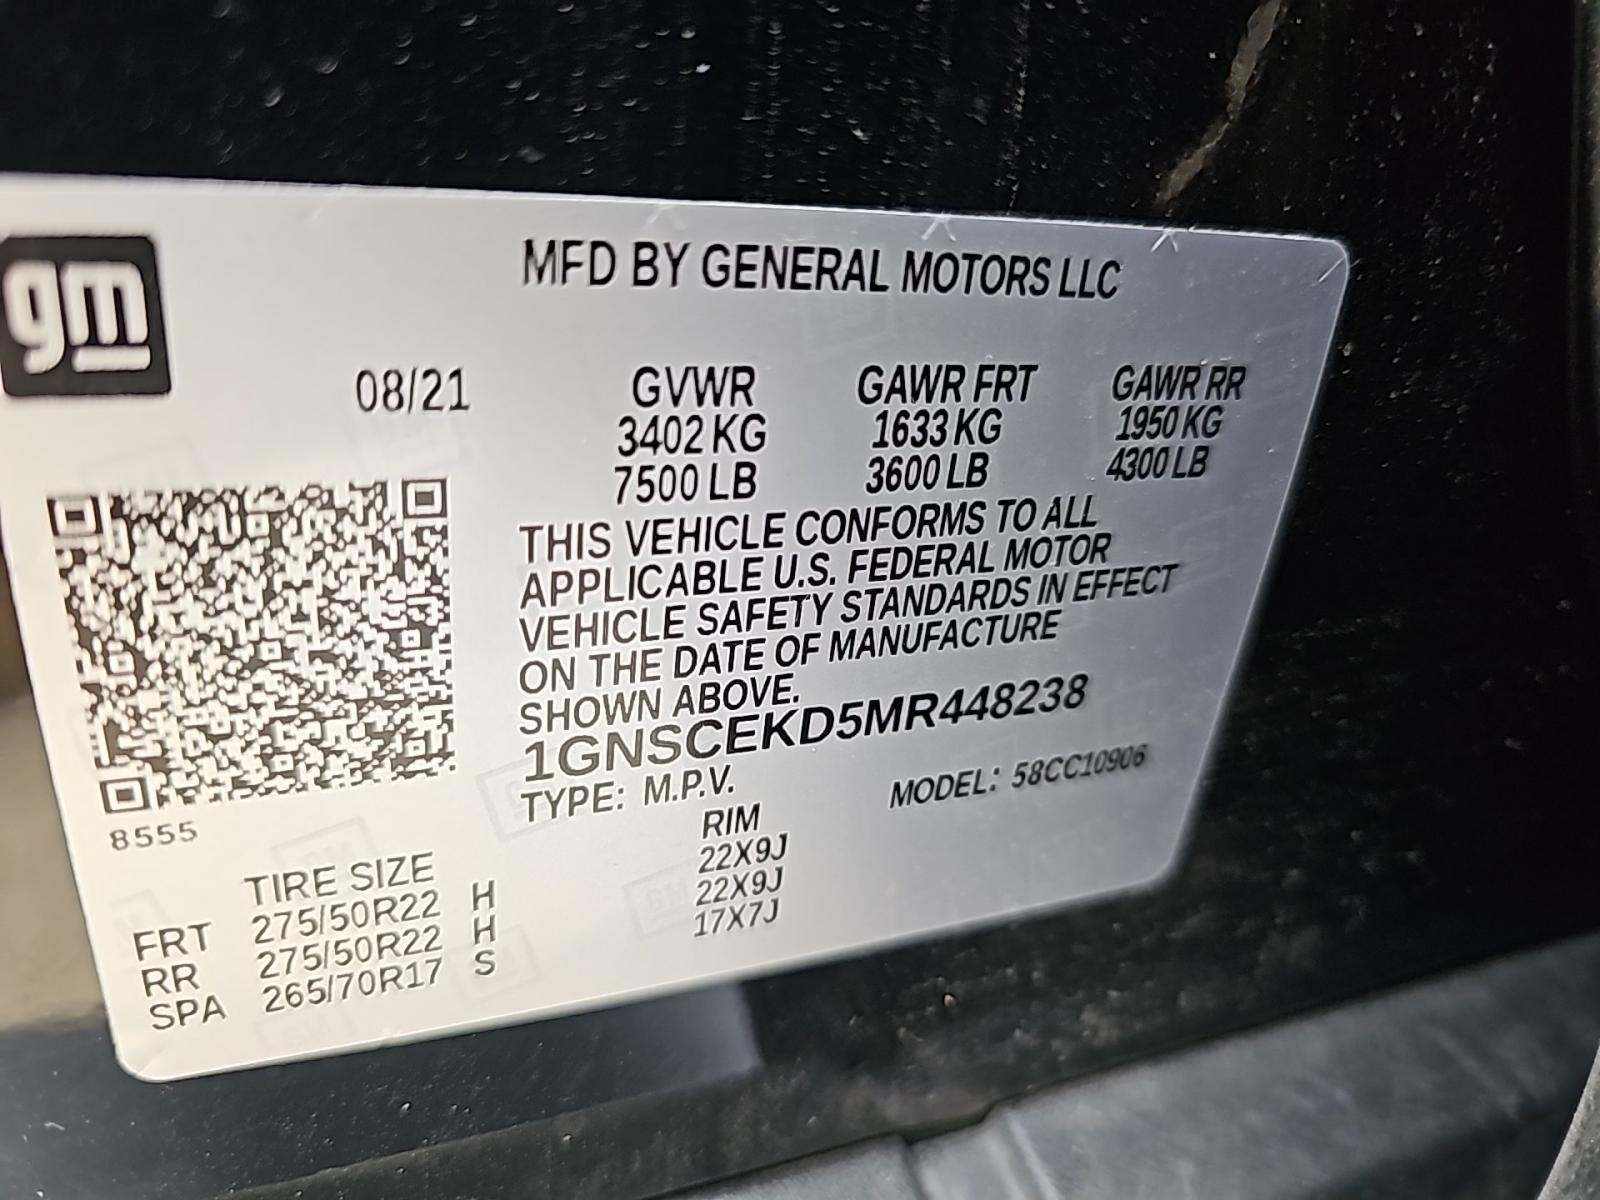 gm
MFD BY GENERAL MOTORS LLC
08/21 GVWR GAWR FRT GAWR RR
3402 KG 1633 KG 1950 KG
7500 LB 3600 LB 4300 LB
THIS VEHICLE CONFORMS TO ALL
APPLICABLE U.S. FEDERAL MOTOR
VEHICLE SAFETY STANDARDS IN EFFECT
ON THE DATE OF MANUFACTURE
SHOWN ABOVE.
1GNSCEKD5MR448238
TYPE: M.P.V. MODEL: 58CC10906
8555
TIRE SIZE RIM
FRT 275/50R22 H 22X9J
RR 275/50R22 H 22X9J
SPA 265/70R17 S 17X7J